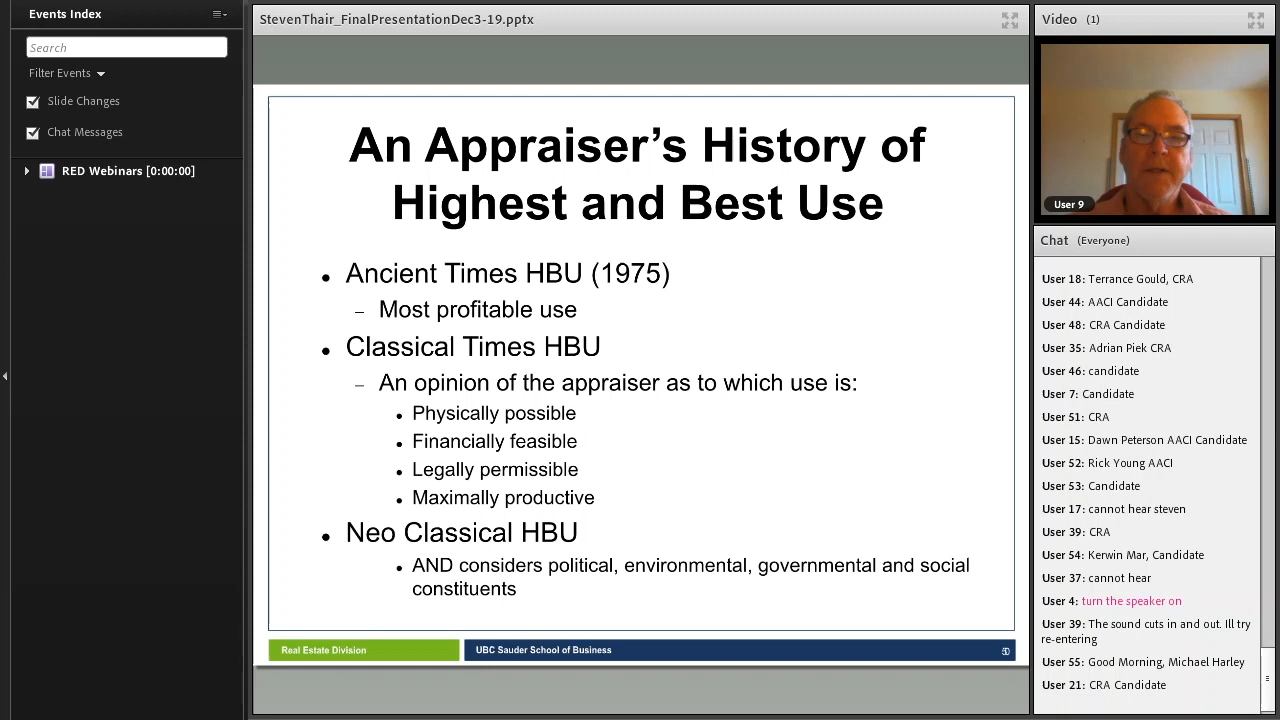 Events Index
Search
Filter Events
Slide Changes
Chat Messages
RED Webinars [0:00:00]
StevenThair_FinalPresentationDec3-19.pptx
An Appraiser's History of
Highest and Best Use
Ancient Times HBU (1975)
Most profitable use
Classical Times HBU
An opinion of the appraiser as to which use is:
Physically possible
Financially feasible
Legally permissible
Maximally productive
Neo Classical HBU
AND considers political, environmental, governmental and social
constituents
Real Estate Division
UBC Sauder School of Business
Video (1)
User 9
Chat (Everyone)
User 18: Terrance Gould, CRA
User 44: AACI Candidate
User 48: CRA Candidate
User 35: Adrian Piek CRA
User 46: candidate
User 7: Candidate
User 51: CRA
User 15: Dawn Peterson AACI Candidate
User 52: Rick Young AACI
User 53: Candidate
User 17: cannot hear steven
User 39: CRA
User 54: Kerwin Mar, Candidate
User 37: cannot hear
User 4: turn the speaker on
User 39: The sound cuts in and out. Ill try
re-entering
User 55: Good Morning, Michael Harley
User 21: CRA Candidate